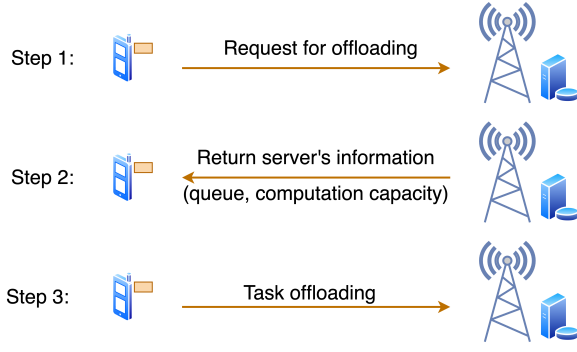 Step 1:
Request for offloading
Step 2:
Return server's information
(queue, computation capacity)
Step 3:
Task offloading